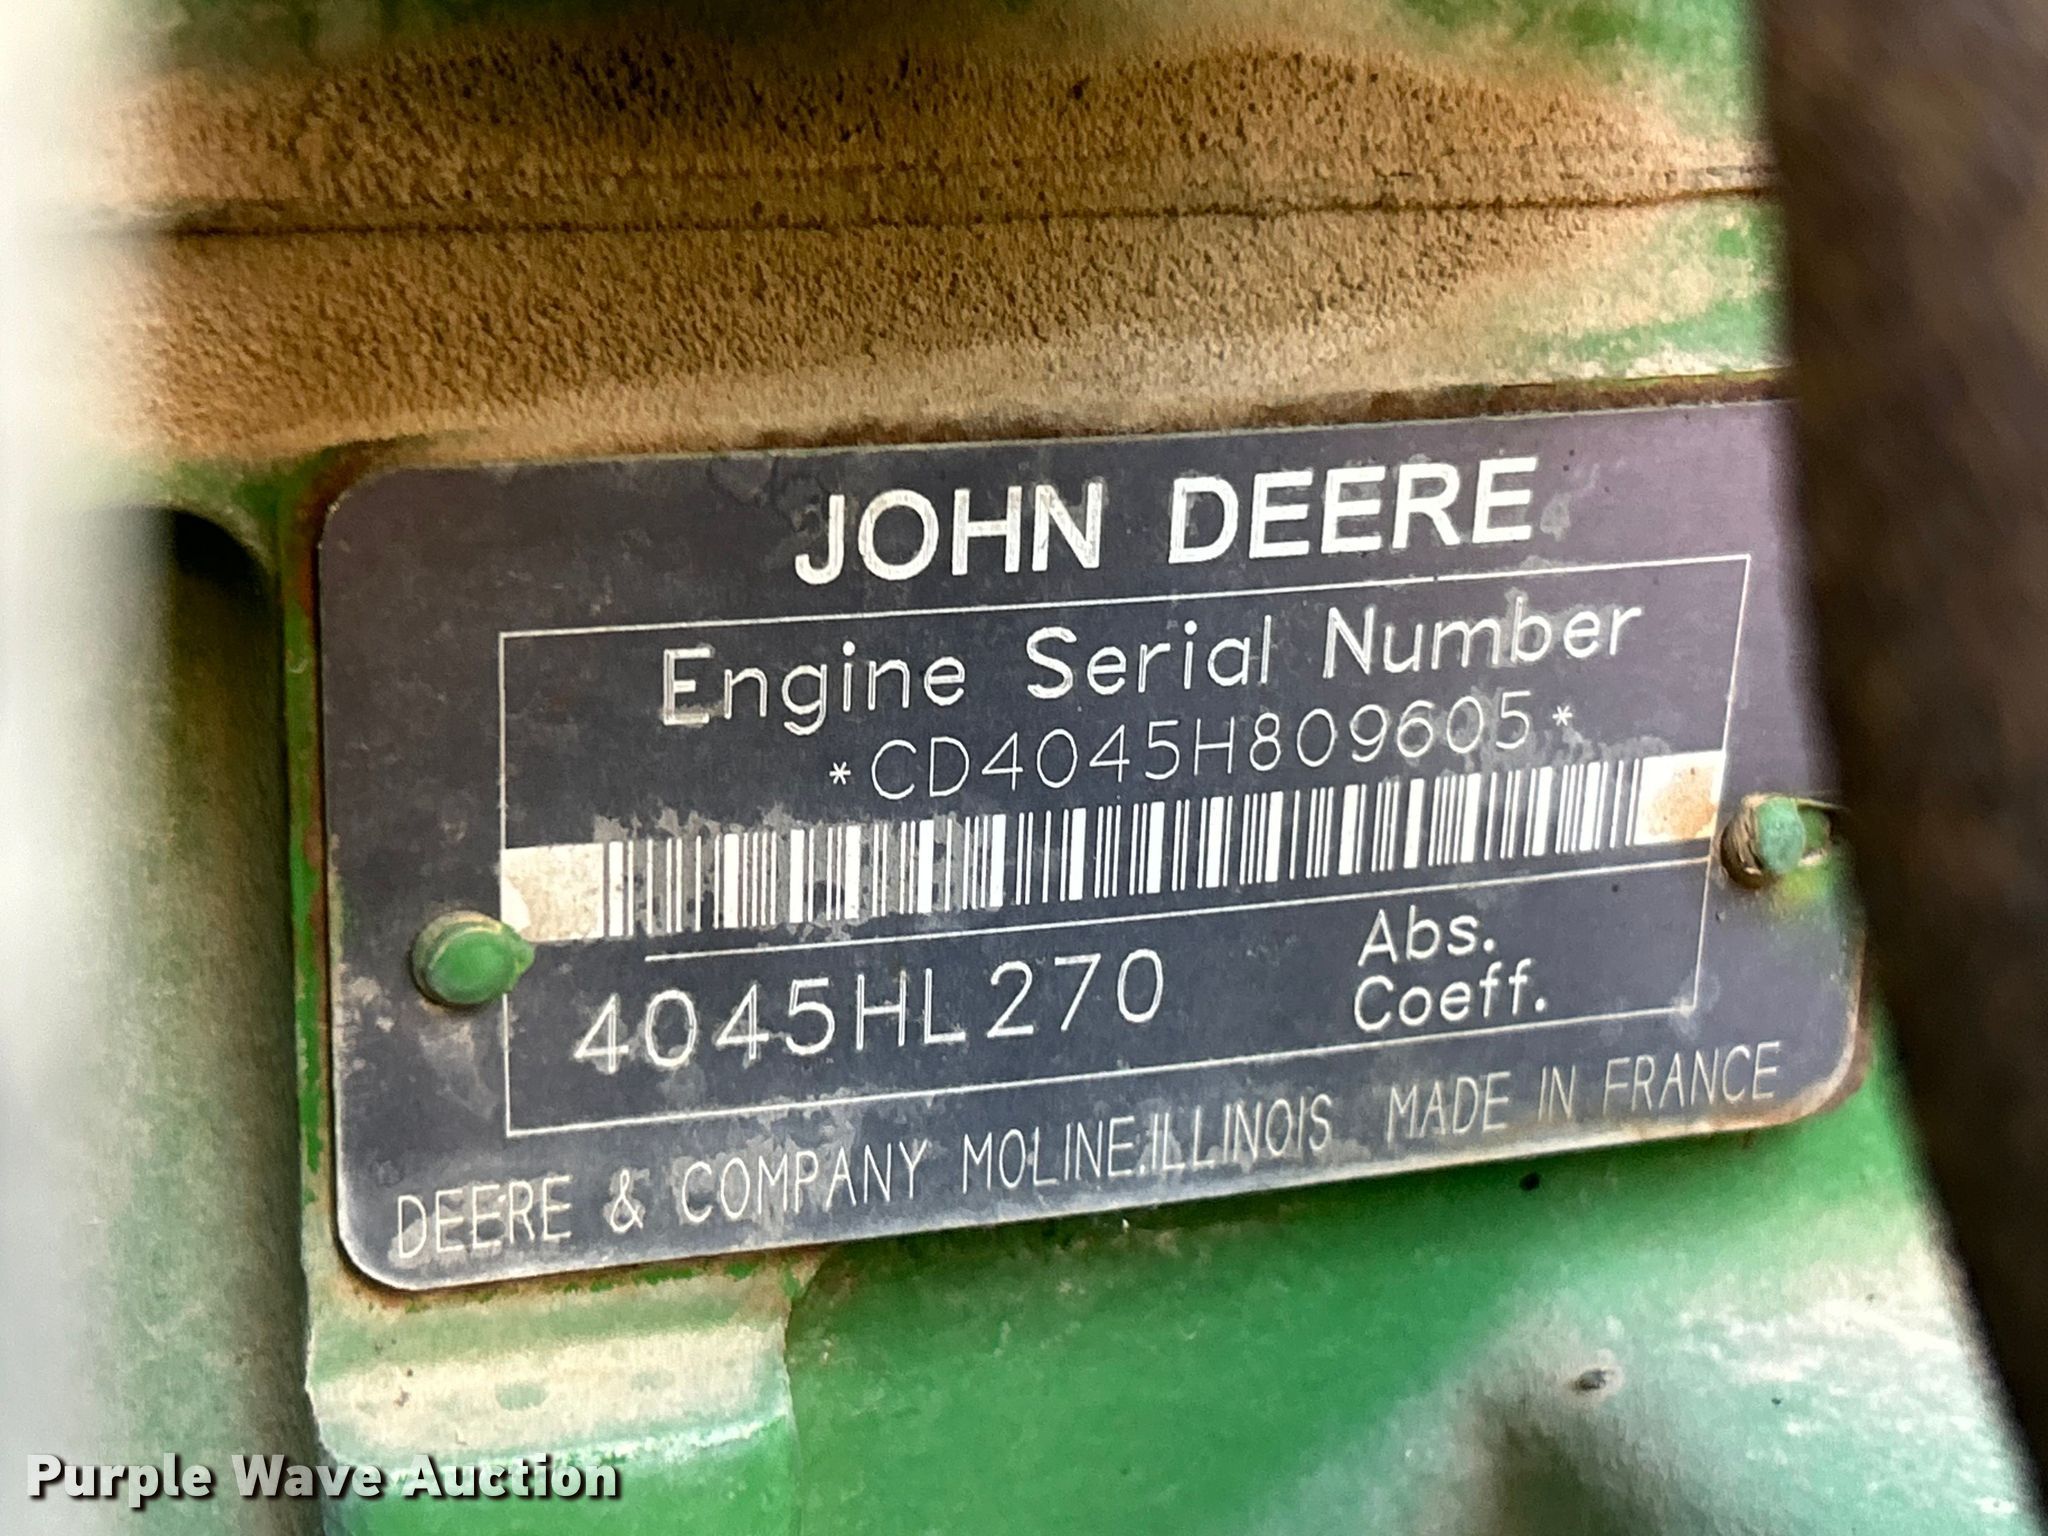 JOHN DEERE
Engine Serial Number
*CD4045H809605*
4045HL270
Abs.
Coeff.
DEERE & COMPANY MOLINE.ILLINOIS MADE IN FRANCE
Purple Wave Auction